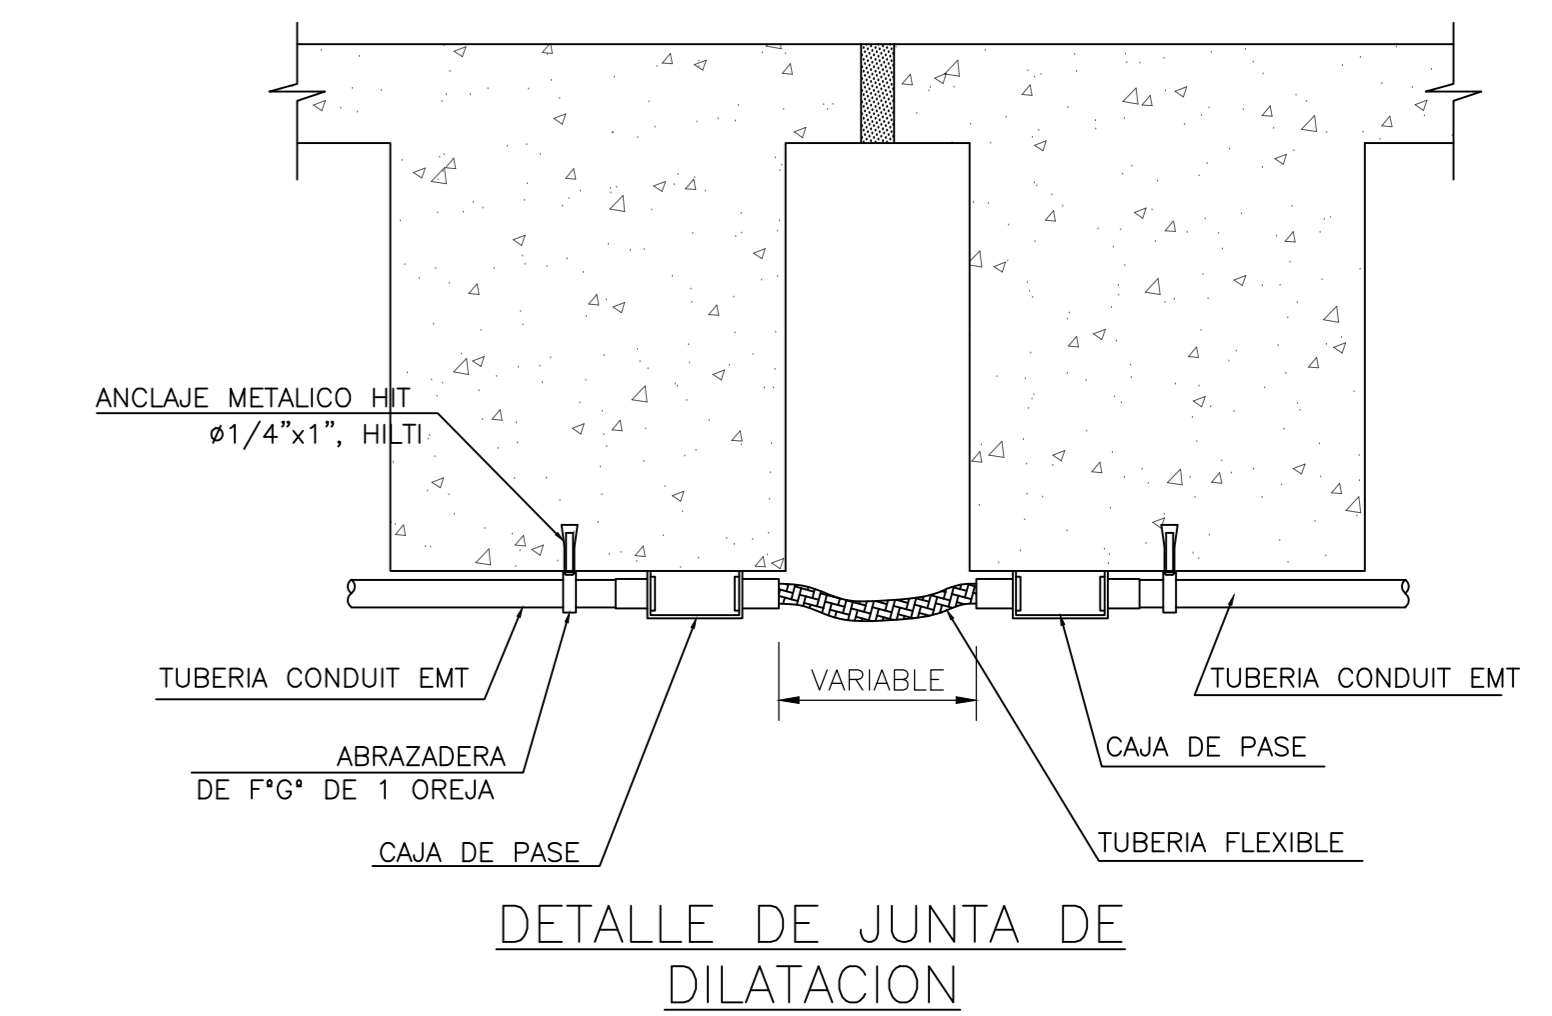 ANCLAJE METALICO HIT
ø1/4"x1", HILTI
TUBERIA CONDUIT EMT
VARIABLE
TUBERIA CONDUIT EMT
ABRAZADERA
DE FºGº DE 1 OREJA
CAJA DE PASE
CAJA DE PASE
TUBERIA FLEXIBLE
DETALLE DE JUNTA DE
DILATACION